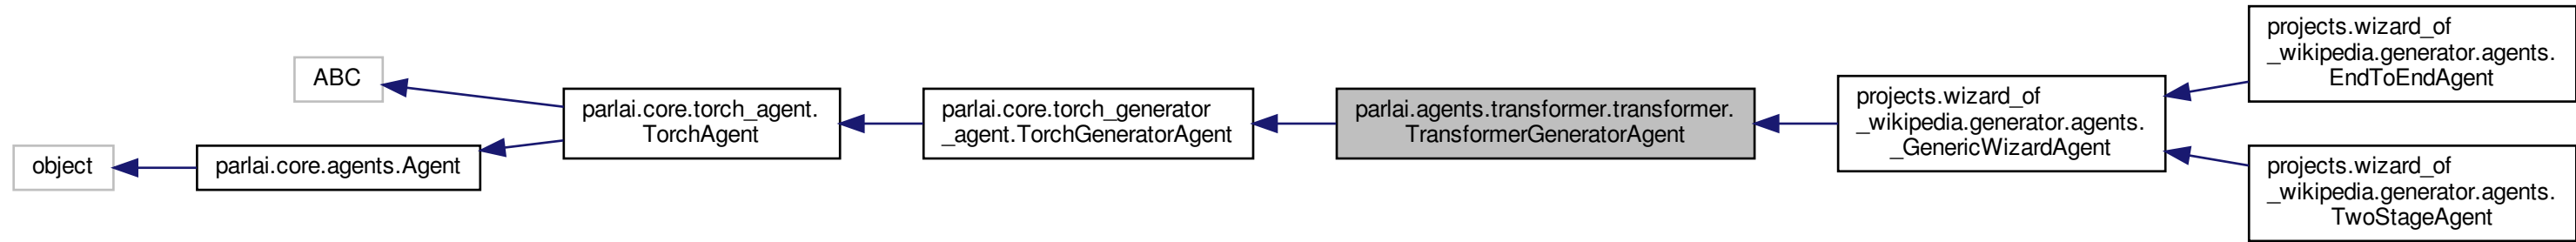 object
ABC
parlai.core.agents.Agent
parlai.core.torch_agent.
TorchAgent
parlai.core.torch_generator
_agent.TorchGeneratorAgent
parlai.agents.transformer.transformer.
TransformerGeneratorAgent
projects.wizard_of
_wikipedia.generator.agents.
_GenericWizardAgent
projects.wizard_of
_wikipedia.generator.agents.
EndToEndAgent
projects.wizard_of
_wikipedia.generator.agents.
TwoStageAgent